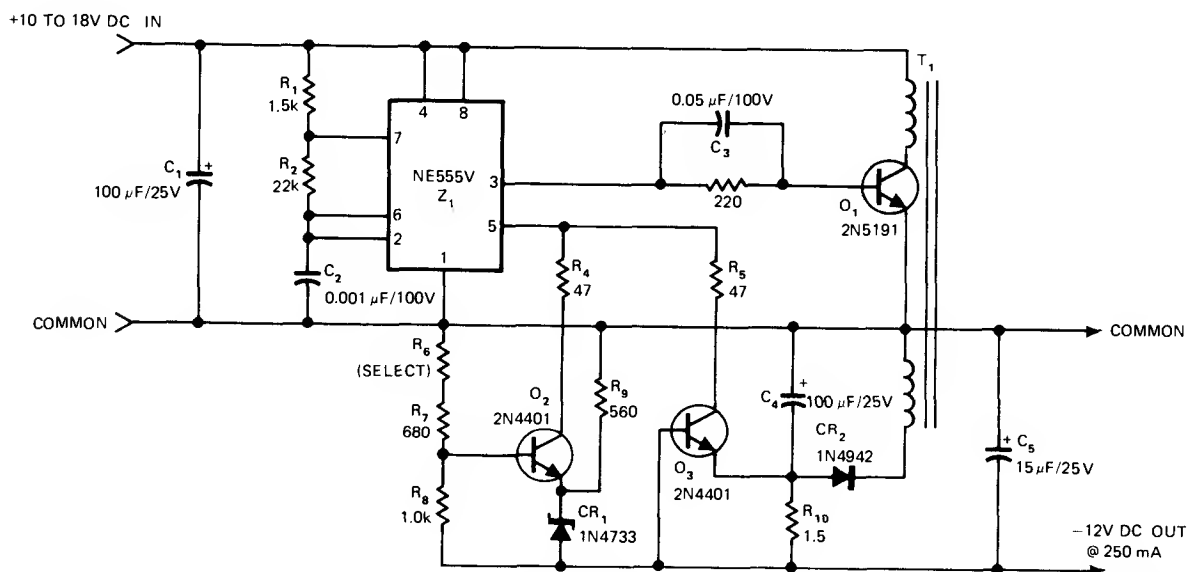 +10 TO 18V DC IN
T1
R1
1.5k
4
8
0.05 µF/100V
C3
7
C1
+
100 µF/25V
R2
22k
NE555V
Z1
3
220
O1
2N5191
6
5
2
1
C2
0.001 µF/100V
R4
47
R5
47
COMMON
COMMON
R6
(SELECT)
R9
560
O2
2N4401
C4
+
100 µF/25V
R7
680
CR2
1N4942
+
C5
15 µF/25V
O3
2N4401
R8
1.0k
CR1
1N4733
R10
1.5
−12V DC OUT
@ 250 mA